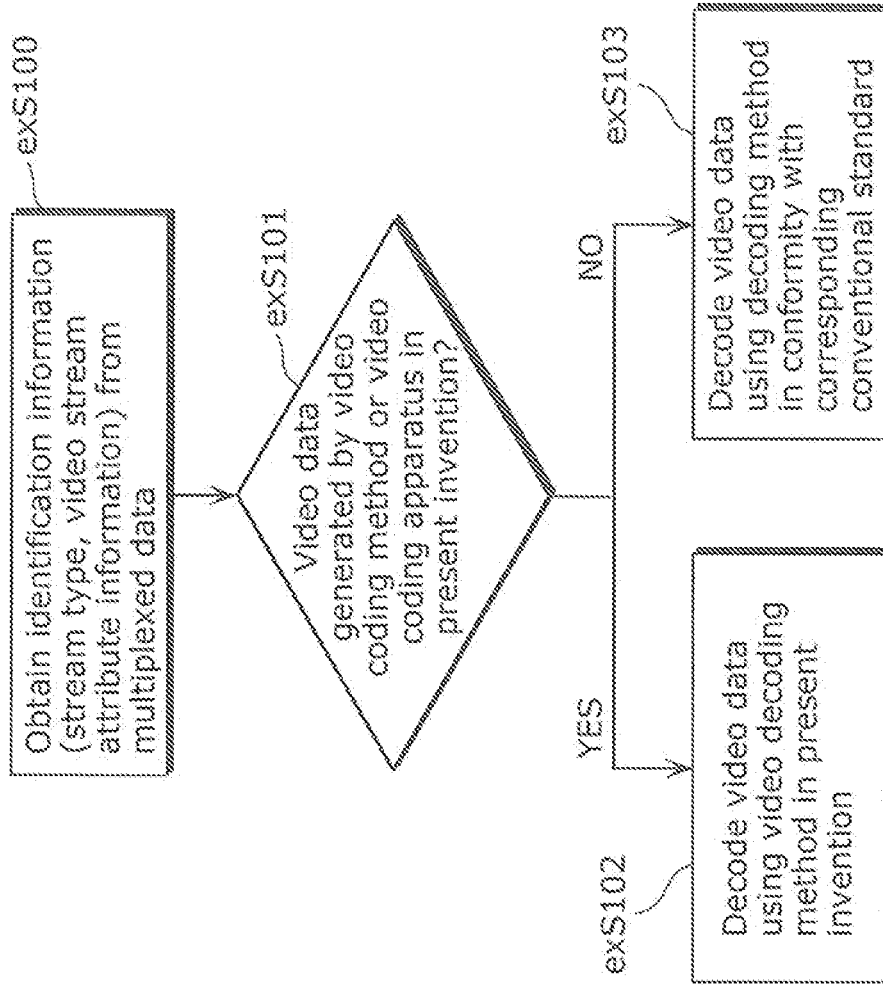 exS100
Obtain identification information
(stream type, video stream
attribute information) from
multiplexed data
exS101
Video data
generated by video
coding method or video
coding apparatus in
present invention?
YES
NO
exS102
Decode video data
using video decoding
method in present
invention
exS103
Decode video data
using decoding method
in conformity with
corresponding
conventional standard